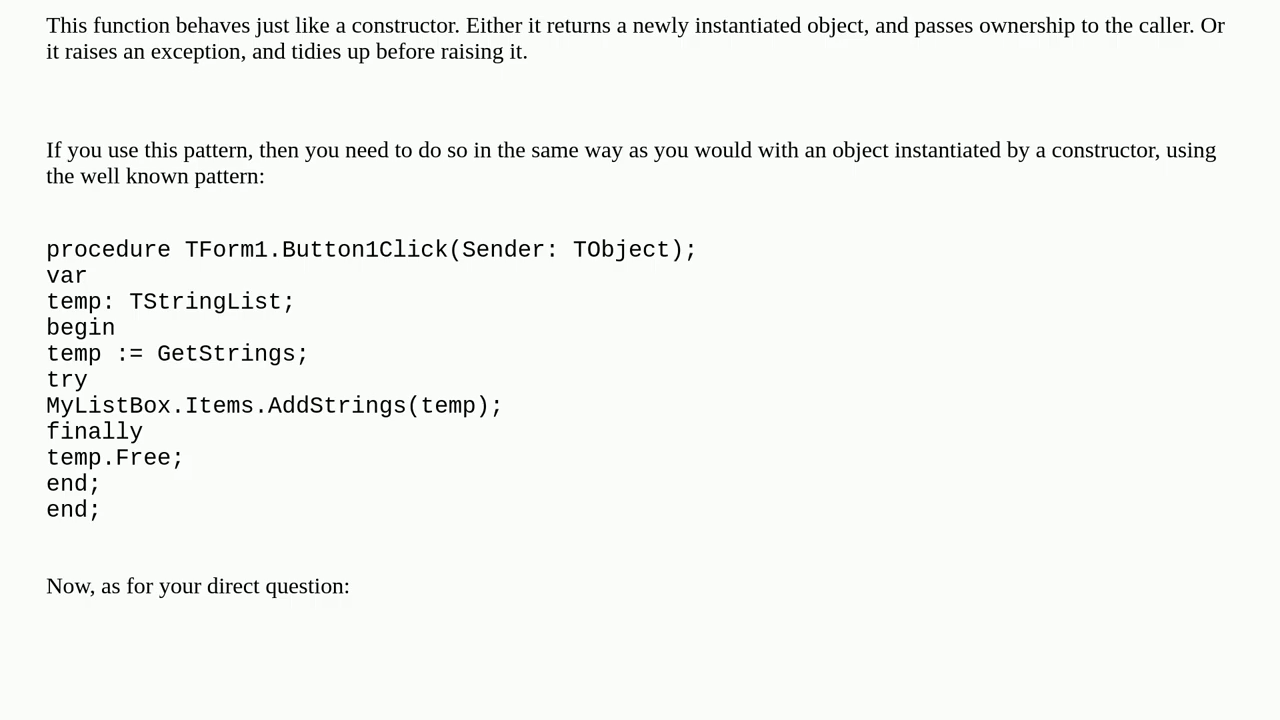 This function behaves just like a constructor. Either it returns a newly instantiated object, and passes ownership to the caller. Or
it raises an exception, and tidies up before raising it.
If you use this pattern, then you need to do so in the same way as you would with an object instantiated by a constructor, using
the well known pattern:
procedure TForm1.Button1Click(Sender: TObject);
var
temp: TStringList;
begin
temp := GetStrings;
try
MyListBox.Items.AddStrings(temp);
finally
temp.Free;
end;
end;
Now, as for your direct question: